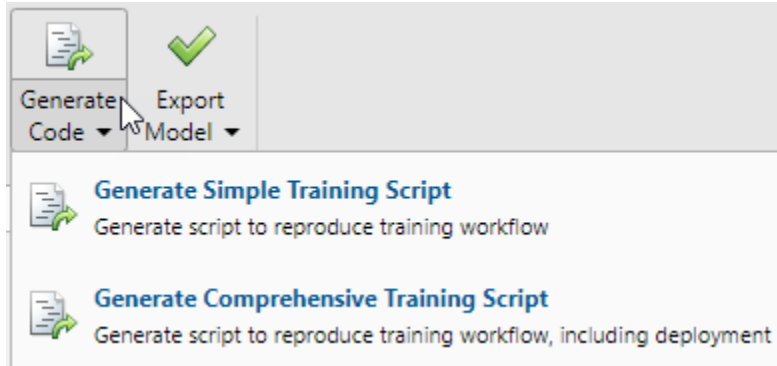 Generate Export
Code Model
Generate Simple Training Script
Generate script to reproduce training workflow
Generate Comprehensive Training Script
Generate script to reproduce training workflow, including deployment